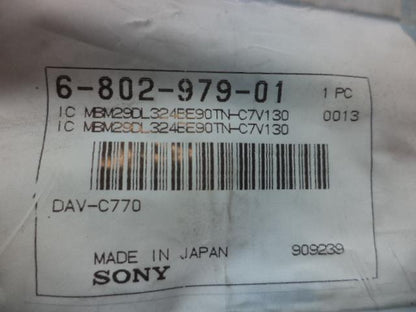 6-802-979-01 1 PC
IC MBM29DL324BE90TN-C7V130 0013
IC MBM29DL324BE90TN-C7V130
DAV-C770
MADE IN JAPAN 909239
SONY